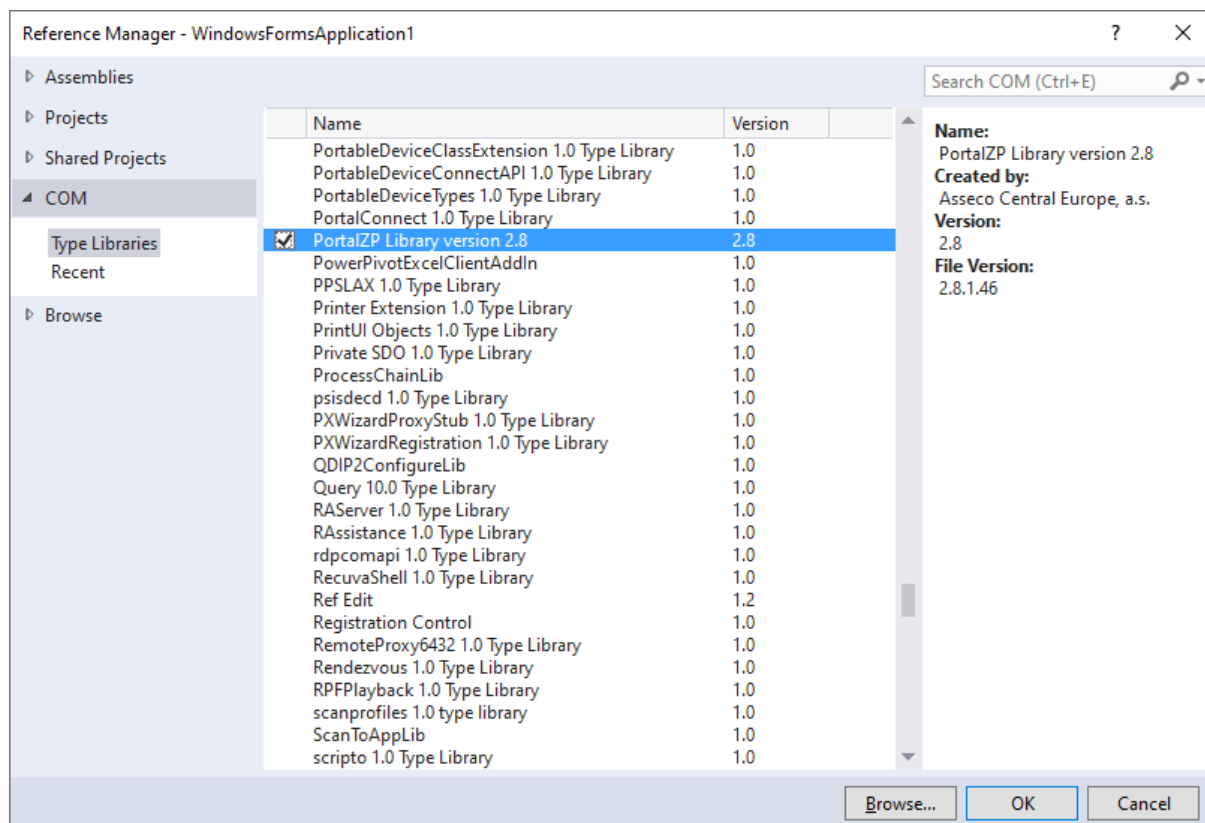 Reference Manager - WindowsFormsApplication1 ?
Assemblies
Projects
Shared Projects
COM
Type Libraries
Recent
Browse
Name Version
PortableDeviceClassExtension 1.0 Type Library 1.0
PortableDeviceConnectAPI 1.0 Type Library 1.0
PortableDeviceTypes 1.0 Type Library 1.0
PortalConnect 1.0 Type Library 1.0
PortalZP Library version 2.8 2.8
PowerPivotExcelClientAddIn 1.0
PPSLAX 1.0 Type Library 1.0
Printer Extension 1.0 Type Library 1.0
PrintUI Objects 1.0 Type Library 1.0
Private SDO 1.0 Type Library 1.0
ProcessChainLib 1.0
psisdecd 1.0 Type Library 1.0
PXWizardProxyStub 1.0 Type Library 1.0
PXWizardRegistration 1.0 Type Library 1.0
QDIP2ConfigureLib 1.0
Query 10.0 Type Library 1.0
RAServer 1.0 Type Library 1.0
RAssistance 1.0 Type Library 1.0
rdpcomapi 1.0 Type Library 1.0
RecuvaShell 1.0 Type Library 1.0
Ref Edit 1.2
Registration Control 1.0
RemoteProxy6432 1.0 Type Library 1.0
Rendezvous 1.0 Type Library 1.0
RPFPlayback 1.0 Type Library 1.0
scanprofiles 1.0 type library 1.0
ScanToAppLib 1.0
scripto 1.0 Type Library 1.0
Search COM (Ctrl+E)
Name:
PortalZP Library version 2.8
Created by:
Asseco Central Europe, a.s.
Version:
2.8
File Version:
2.8.1.46
Browse... OK Cancel